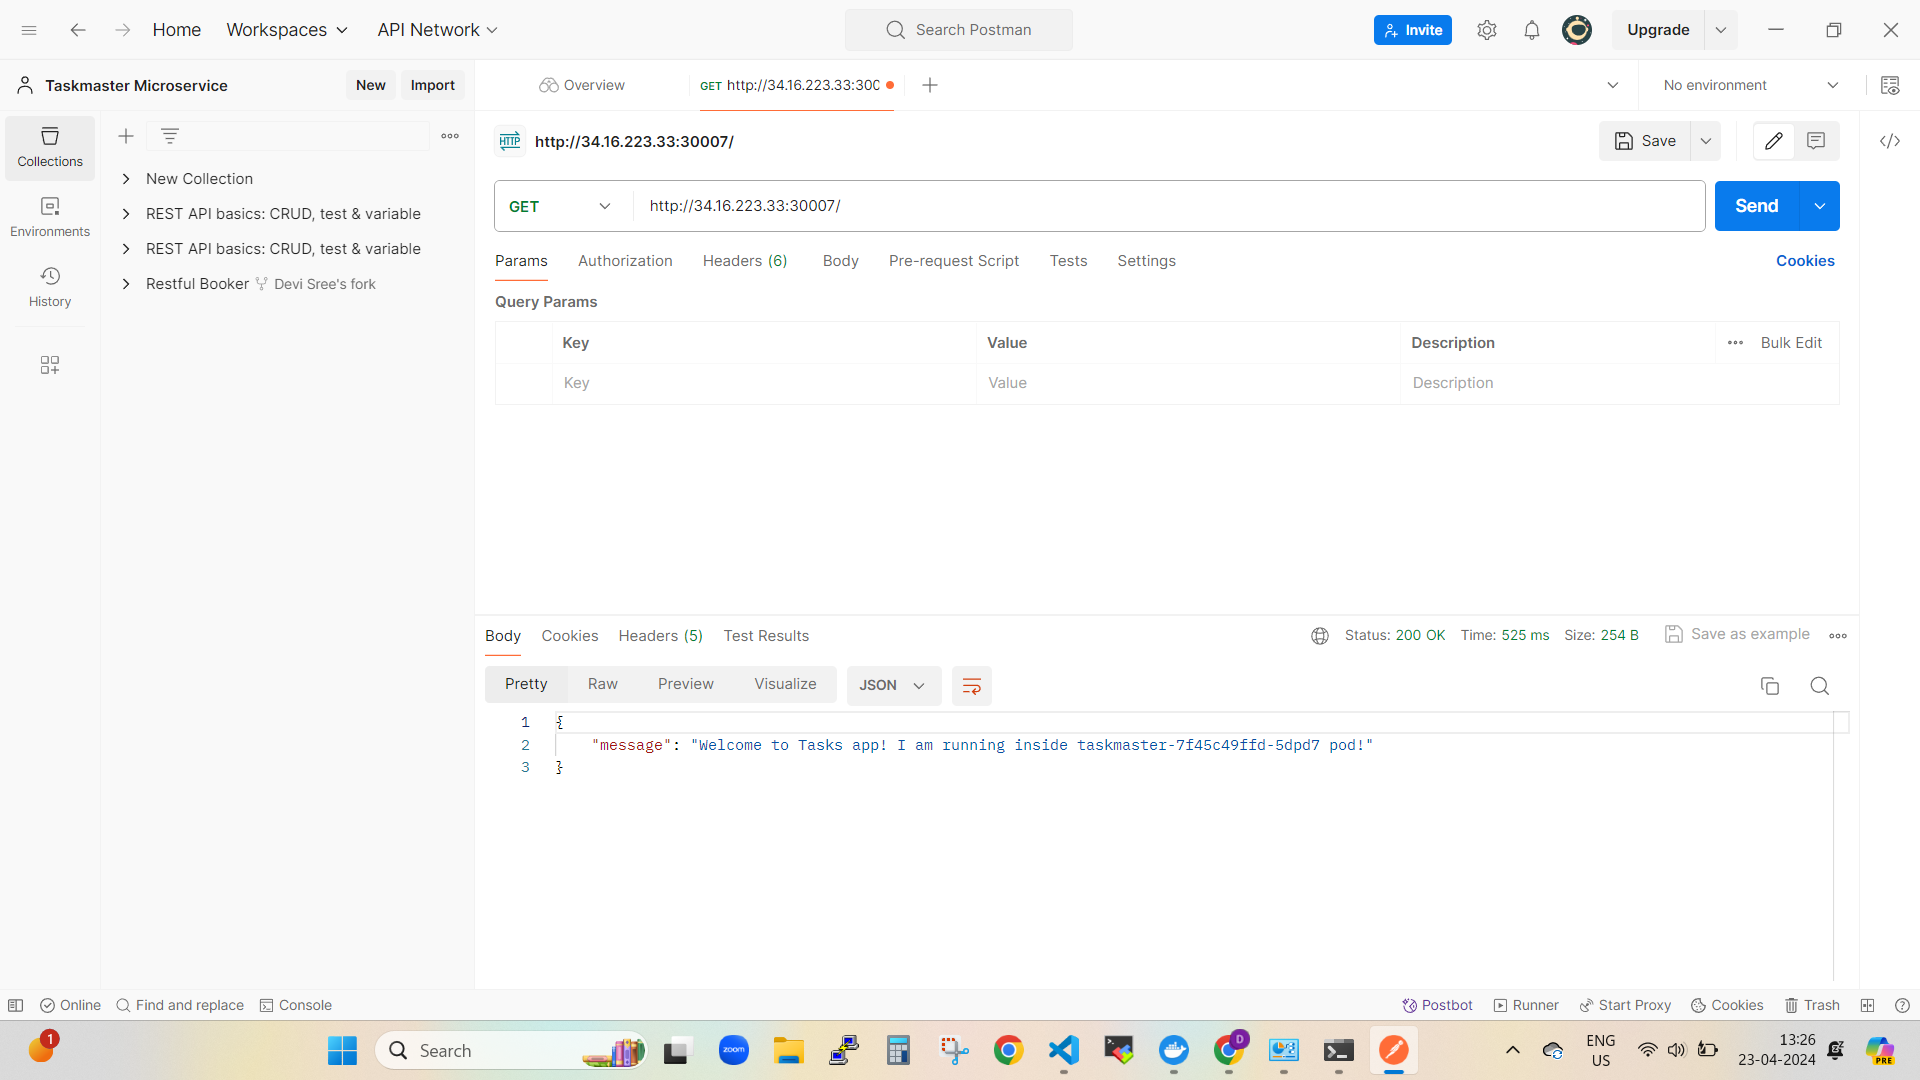 Home Workspaces API Network Search Postman Invite Upgrade
Taskmaster Microservice New Import Overview GET http://34.16.223.33:300 No environment
HTTP http://34.16.223.33:30007/ Save
Collections
New Collection
GET http://34.16.223.33:30007/ Send
REST API basics: CRUD, test & variable
Environments
REST API basics: CRUD, test & variable
Params Authorization Headers (6) Body Pre-request Script Tests Settings Cookies
Restful Booker Devi Sree's fork
History
Query Params
Key Value Description Bulk Edit
Key Value Description
Body Cookies Headers (5) Test Results Status: 200 OK Time: 525 ms Size: 254 B Save as example
Pretty Raw Preview Visualize JSON
1 {
2 "message": "Welcome to Tasks app! I am running inside taskmaster-7f45c49ffd-5dpd7 pod!"
3 }
Online Find and replace Console Postbot Runner Start Proxy Cookies Trash
1 Search zoom D ENG 13:26
US 23-04-2024 PRE